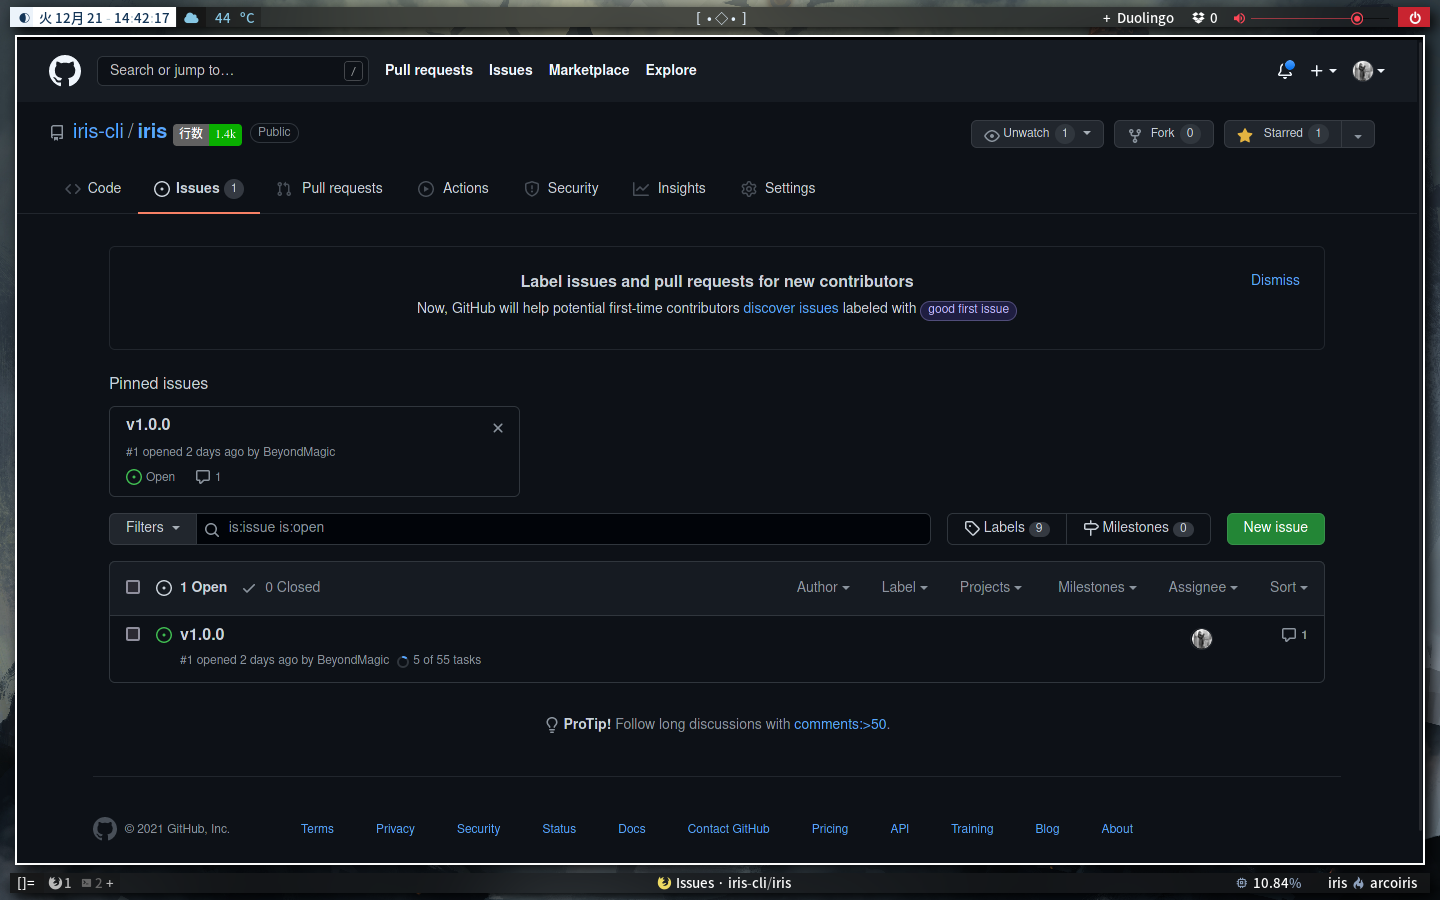 火 12月 21 - 14:42:17 44 °C [ •◇• ] + Duolingo 0
Search or jump to… / Pull requests Issues Marketplace Explore
iris-cli / iris 行数 1.4k Public Unwatch 1 Fork 0 Starred 1
Code Issues 1 Pull requests Actions Security Insights Settings
Label issues and pull requests for new contributors Dismiss
Now, GitHub will help potential first-time contributors discover issues labeled with good first issue
Pinned issues
v1.0.0
#1 opened 2 days ago by BeyondMagic
Open 1
Filters is:issue is:open Labels 9 Milestones 0 New issue
1 Open 0 Closed Author Label Projects Milestones Assignee Sort
v1.0.0 1
#1 opened 2 days ago by BeyondMagic 5 of 55 tasks
ProTip! Follow long discussions with comments:>50.
© 2021 GitHub, Inc. Terms Privacy Security Status Docs Contact GitHub Pricing API Training Blog About
[]= 1 2 + Issues · iris-cli/iris 10.84% iris arcoiris